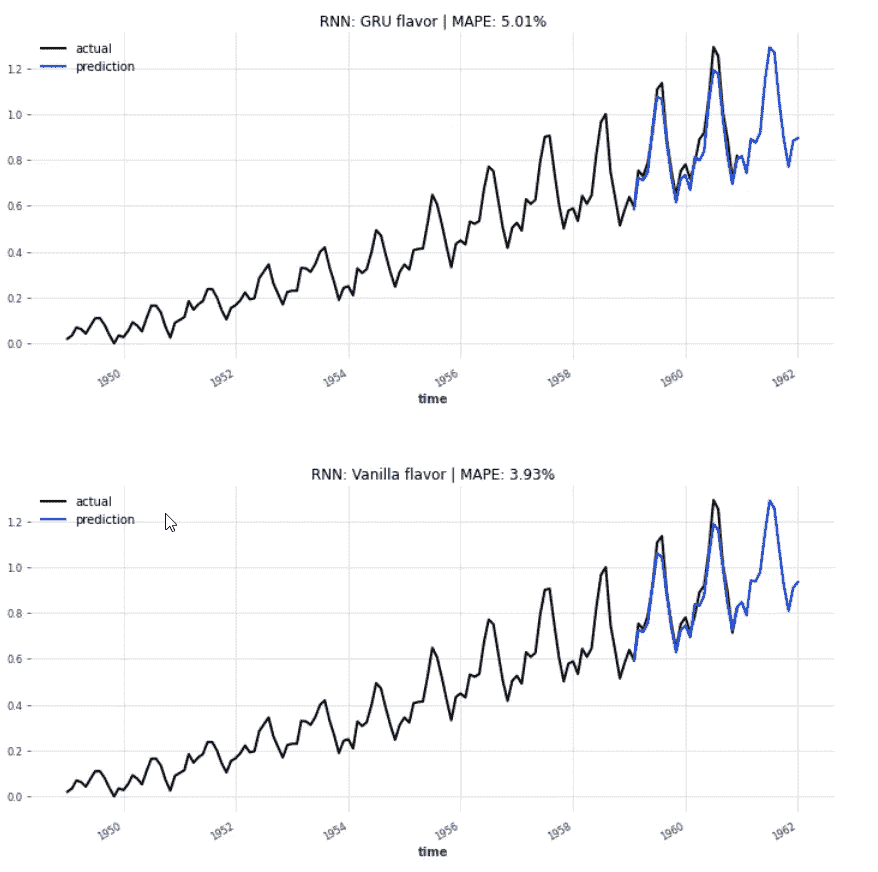 RNN: GRU flavor | MAPE: 5.01%
actual
prediction
1.2
1.0
0.8
0.6
0.4
0.2
0.0
1950 1952 1954 1956 1958 1960 1962
time
RNN: Vanilla flavor | MAPE: 3.93%
actual
prediction
1.2
1.0
0.8
0.6
0.4
0.2
0.0
1950 1952 1954 1956 1958 1960 1962
time